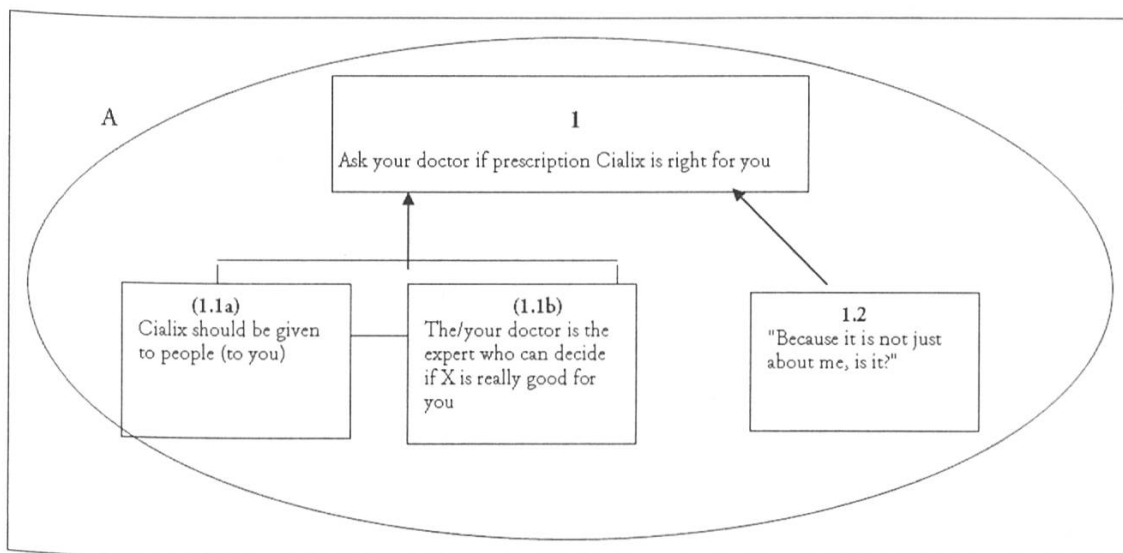 A
1
Ask your doctor if prescription Cialix is right for you
(1.1a)
Cialix should be given
to people (to you)
(1.1b)
The/your doctor is the
expert who can decide
if X is really good for
you
1.2
"Because it is not just
about me, is it?"